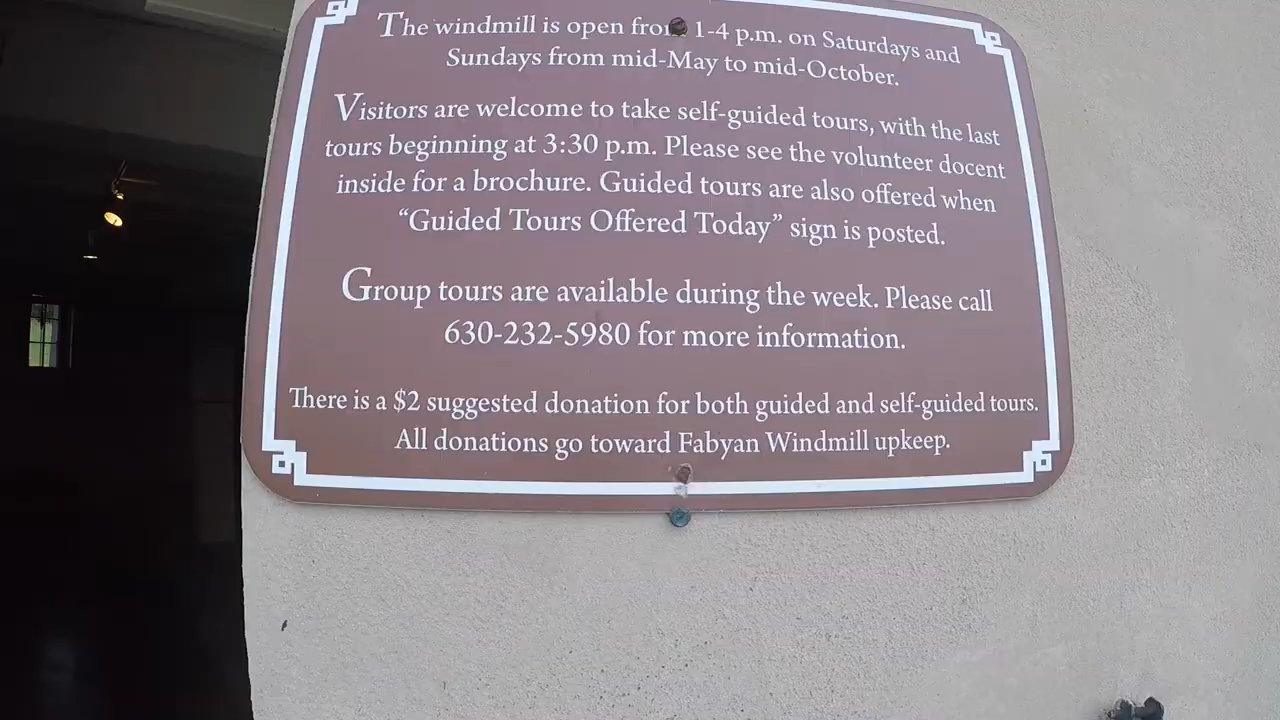 The windmill is open from 1-4 p.m. on Saturdays and
Sundays from mid-May to mid-October.
Visitors are welcome to take self-guided tours, with the last
tours beginning at 3:30 p.m. Please see the volunteer docent
inside for a brochure. Guided tours are also offered when
“Guided Tours Offered Today” sign is posted.
Group tours are available during the week. Please call
630-232-5980 for more information.
There is a $2 suggested donation for both guided and self-guided tours.
All donations go toward Fabyan Windmill upkeep.